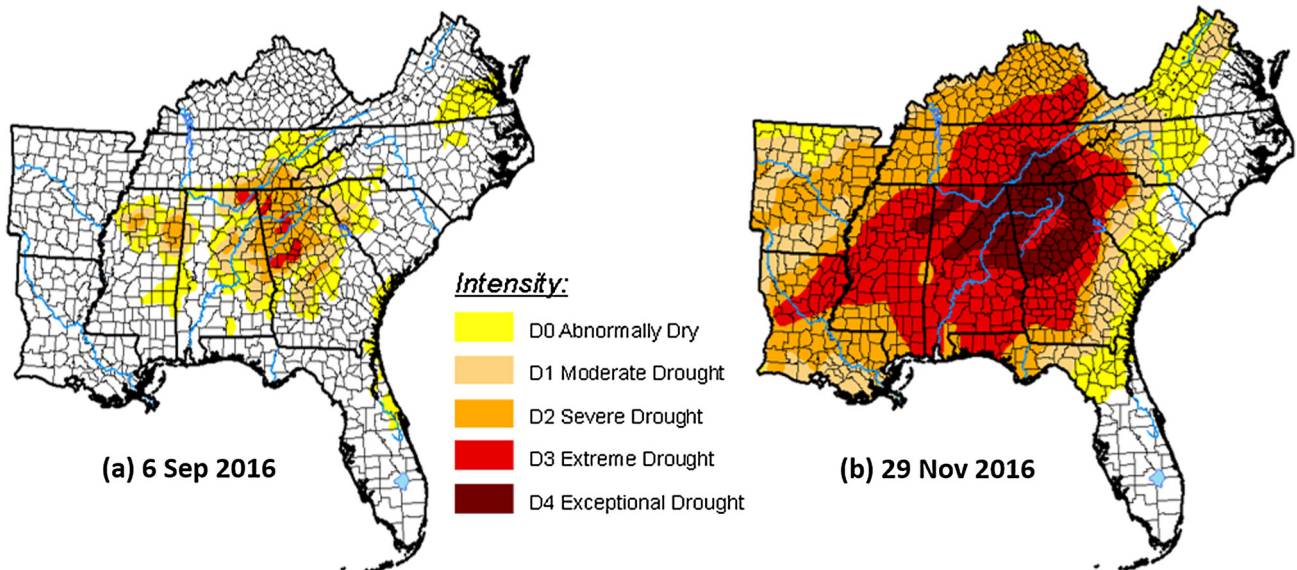 Intensity:
D0 Abnormally Dry
D1 Moderate Drought
D2 Severe Drought
D3 Extreme Drought
D4 Exceptional Drought
(a) 6 Sep 2016
(b) 29 Nov 2016